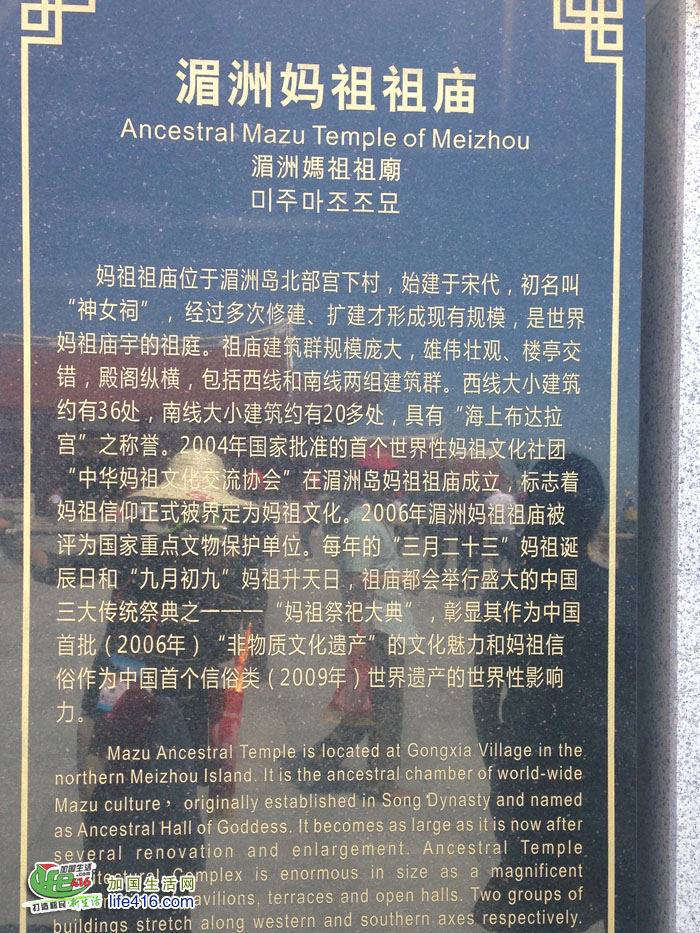 湄洲妈祖祖庙
Ancestral Mazu Temple of Meizhou
湄洲媽祖祖廟
미주마조조묘
妈祖祖庙位于湄洲岛北部宫下村，始建于宋代，初名叫
“神女祠”，经过多次修建、扩建才形成现有规模，是世界
妈祖庙宇的祖庭。祖庙建筑群规模庞大，雄伟壮观、楼亭交
错，殿阁纵横，包括西线和南线两组建筑群。西线大小建筑
约有36处，南线大小建筑约有20多处，具有“海上布达拉
宫”之称誉。2004年国家批准的首个世界性妈祖文化社团
“中华妈祖文化交流协会”在湄洲岛妈祖祖庙成立，标志着
妈祖信仰正式被界定为妈祖文化。2006年湄洲妈祖祖庙被
评为国家重点文物保护单位。每年的“三月二十三”妈祖诞
辰日和“九月初九”妈祖升天日，祖庙都会举行盛大的中国
三大传统祭典之一———“妈祖祭祀大典”，彰显其作为中国
首批（2006年）“非物质文化遗产”的文化魅力和妈祖信
俗作为中国首个信俗类（2009年）世界遗产的世界性影响
力。
Mazu Ancestral Temple is located at Gongxia Village in the
northern Meizhou Island. It is the ancestral chamber of world-wide
Mazu culture， originally established in Song Dynasty and named
as Ancestral Hall of Goddess. It becomes as large as it is now after
several renovation and enlargement. Ancestral Temple
Complex is enormous in size as a magnificent
terraces and open halls. Two groups of
buildings stretch along western and southern axes respectively.
加国生活
life416
打造移民新生活
加国生活网
life416.com